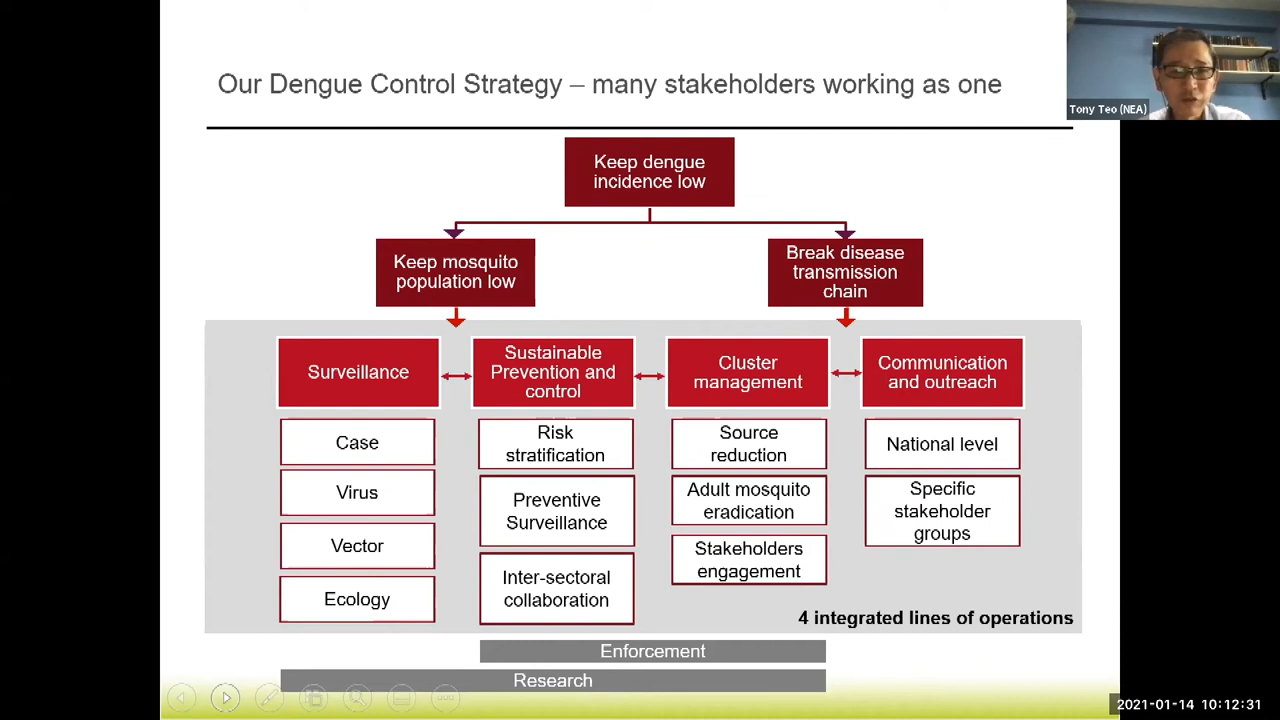 Our Dengue Control Strategy – many stakeholders working as one
Tony Teo (NEA)
Keep dengue
incidence low
Keep mosquito
population low
Break disease
transmission
chain
Surveillance
Sustainable
Prevention and
control
Cluster
management
Communication
and outreach
Case
Virus
Vector
Ecology
Risk
stratification
Preventive
Surveillance
Inter-sectoral
collaboration
Source
reduction
Adult mosquito
eradication
Stakeholders
engagement
National level
Specific
stakeholder
groups
4 integrated lines of operations
Enforcement
Research
2021-01-14 10:12:31